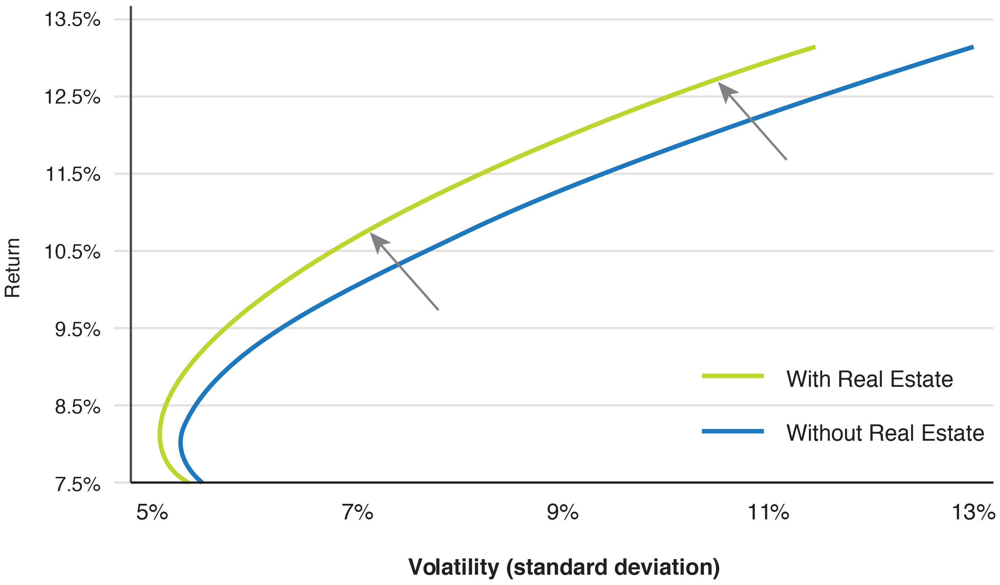 13.5%
12.5%
11.5%
10.5%
9.5%
8.5%
7.5%
Return
With Real Estate
Without Real Estate
5% 7% 9% 11% 13%
Volatility (standard deviation)